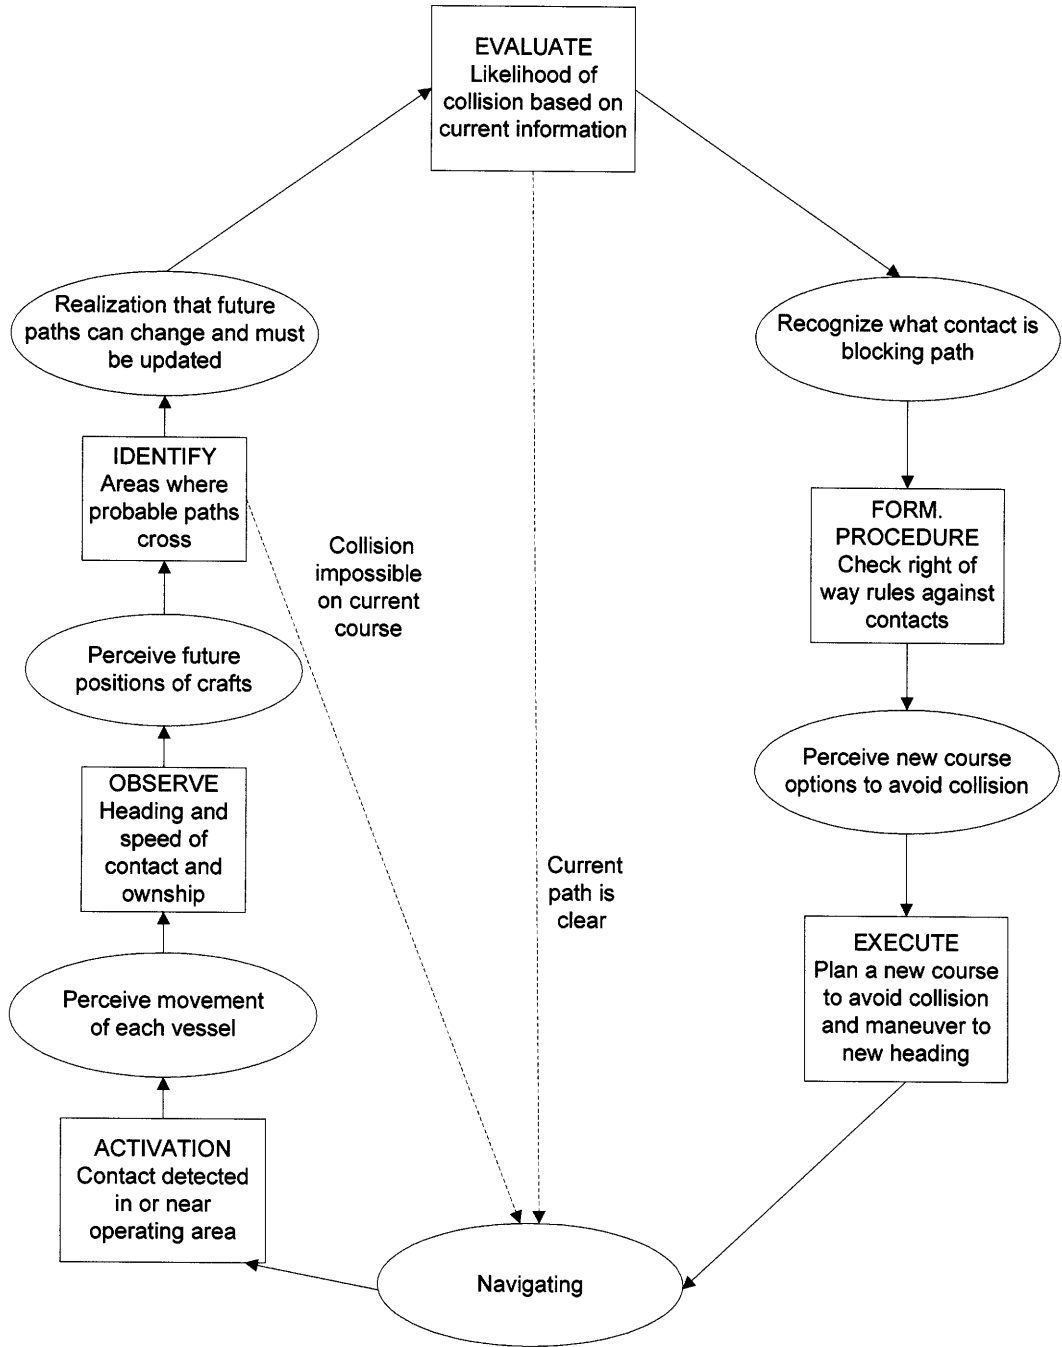 EVALUATE
Likelihood of
collision based on
current information
Realization that future
paths can change and must
be updated
Recognize what contact is
blocking path
IDENTIFY
Areas where
probable paths
cross
Collision
impossible
on current
course
FORM.
PROCEDURE
Check right of
way rules against
contacts
Perceive future
positions of crafts
Perceive new course
options to avoid collision
OBSERVE
Heading and
speed of
contact and
ownship
Current
path is
clear
EXECUTE
Plan a new course
to avoid collision
and maneuver to
new heading
Perceive movement
of each vessel
ACTIVATION
Contact detected
in or near
operating area
Navigating